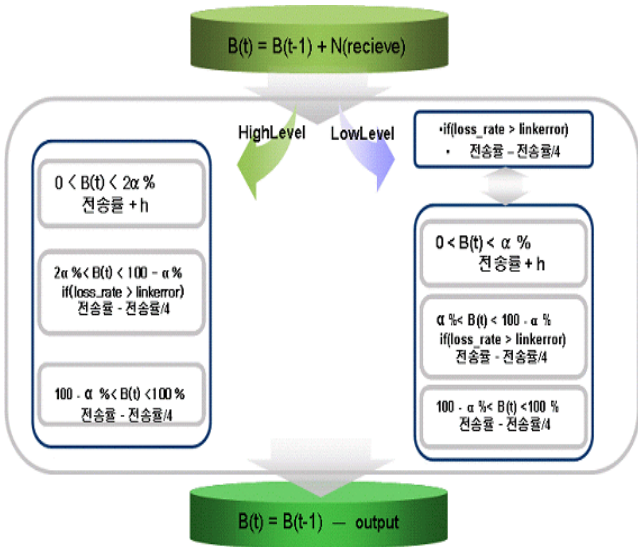 B(t) = B(t-1) + N(recieve)
HighLevel
LowLevel
0 < B(t) < 2α %
전송률 + h
2α %< B(t) < 100 - α %
if(loss_rate > linkerror)
전송률 - 전송률/4
100 - α %< B(t) <100 %
전송률 - 전송률/4
•if(loss_rate > linkerror)
• 전송률 – 전송률/4
0 < B(t) < α %
전송률 + h
α %< B(t) < 100 - α %
if(loss_rate > linkerror)
전송률 - 전송률/4
100 - α %< B(t) <100 %
전송률 - 전송률/4
B(t) = B(t-1) — output